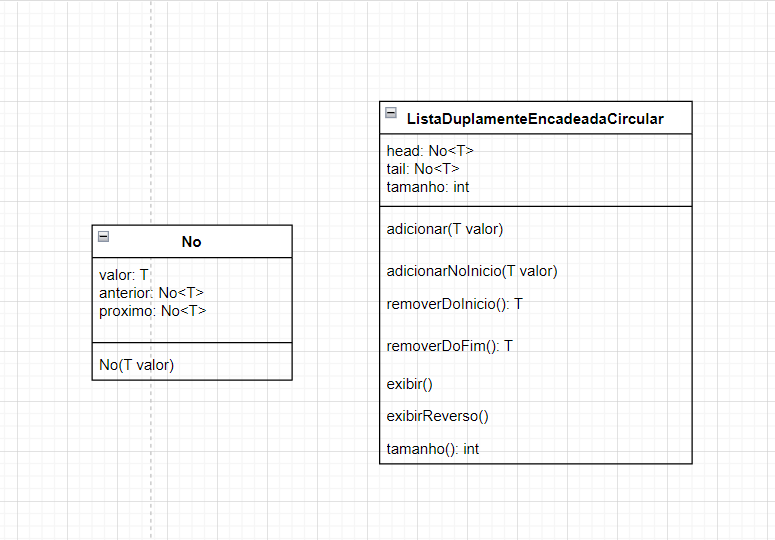 No
valor: T
anterior: No<T>
proximo: No<T>
No(T valor)
ListaDuplamenteEncadeadaCircular
head: No<T>
tail: No<T>
tamanho: int
adicionar(T valor)
adicionarNoInicio(T valor)
removerDoInicio(): T
removerDoFim(): T
exibir()
exibirReverso()
tamanho(): int